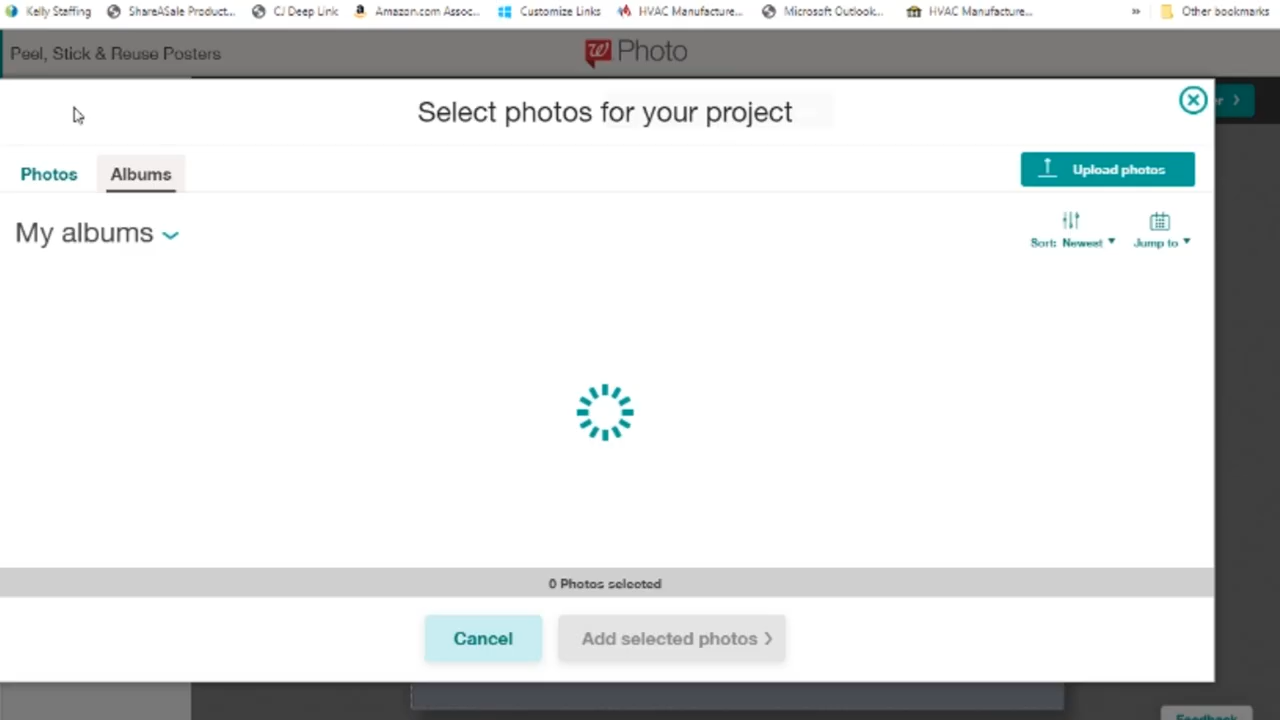 Kelly Staffing ShareASale Product... CJ Deep Link Amazon.com Assoc... Customize Links HVAC Manufacture... Microsoft Outlook... HVAC Manufacture... » Other bookmarks
Peel, Stick & Reuse Posters
Photo
Select photos for your project
Photos Albums
Upload photos
My albums
Sort: Newest Jump to
0 Photos selected
Cancel
Add selected photos
Feedback